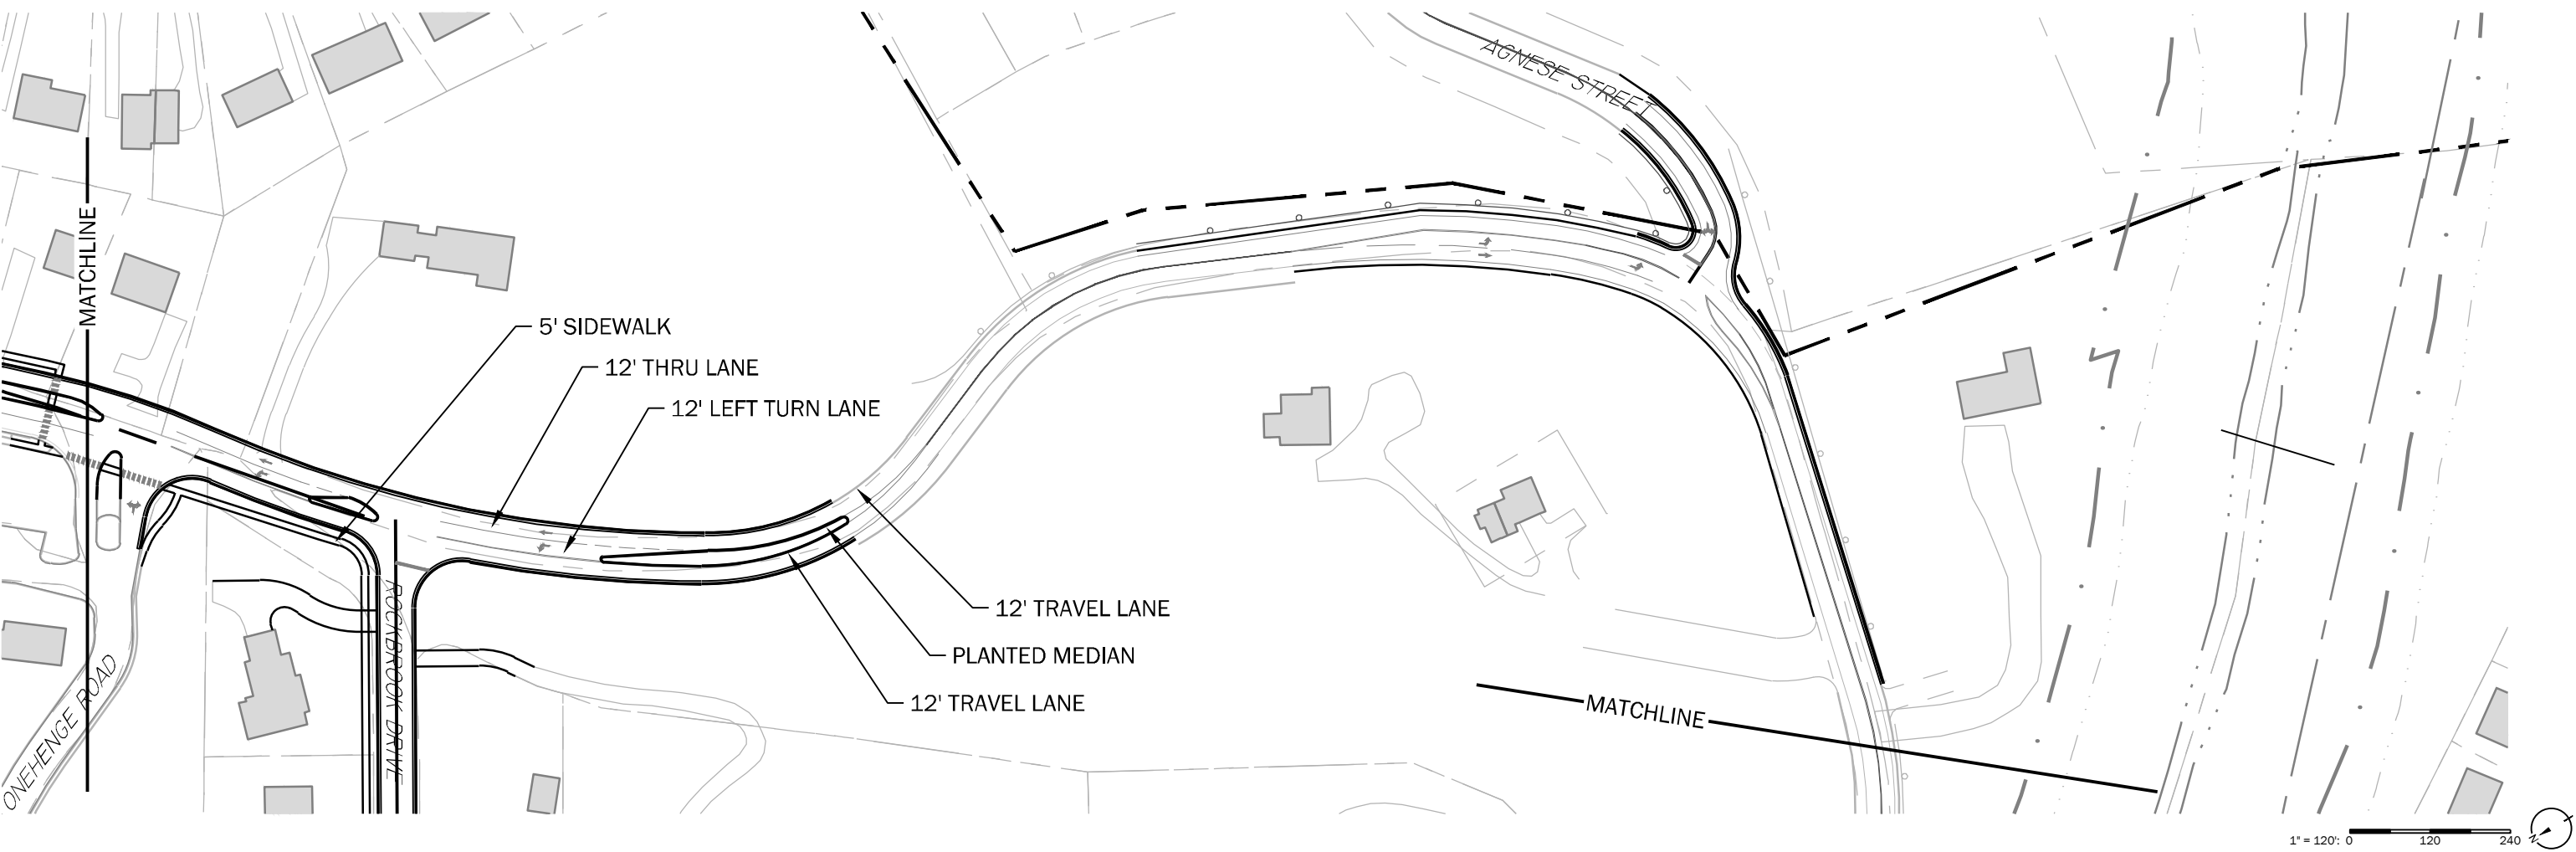 AGNESE STREET
MATCHLINE
5' SIDEWALK
12' THRU LANE
12' LEFT TURN LANE
12' TRAVEL LANE
PLANTED MEDIAN
12' TRAVEL LANE
ROCKBROOK DRIVE
ONEHENGE ROAD
MATCHLINE
1" = 120': 0 120 240
N